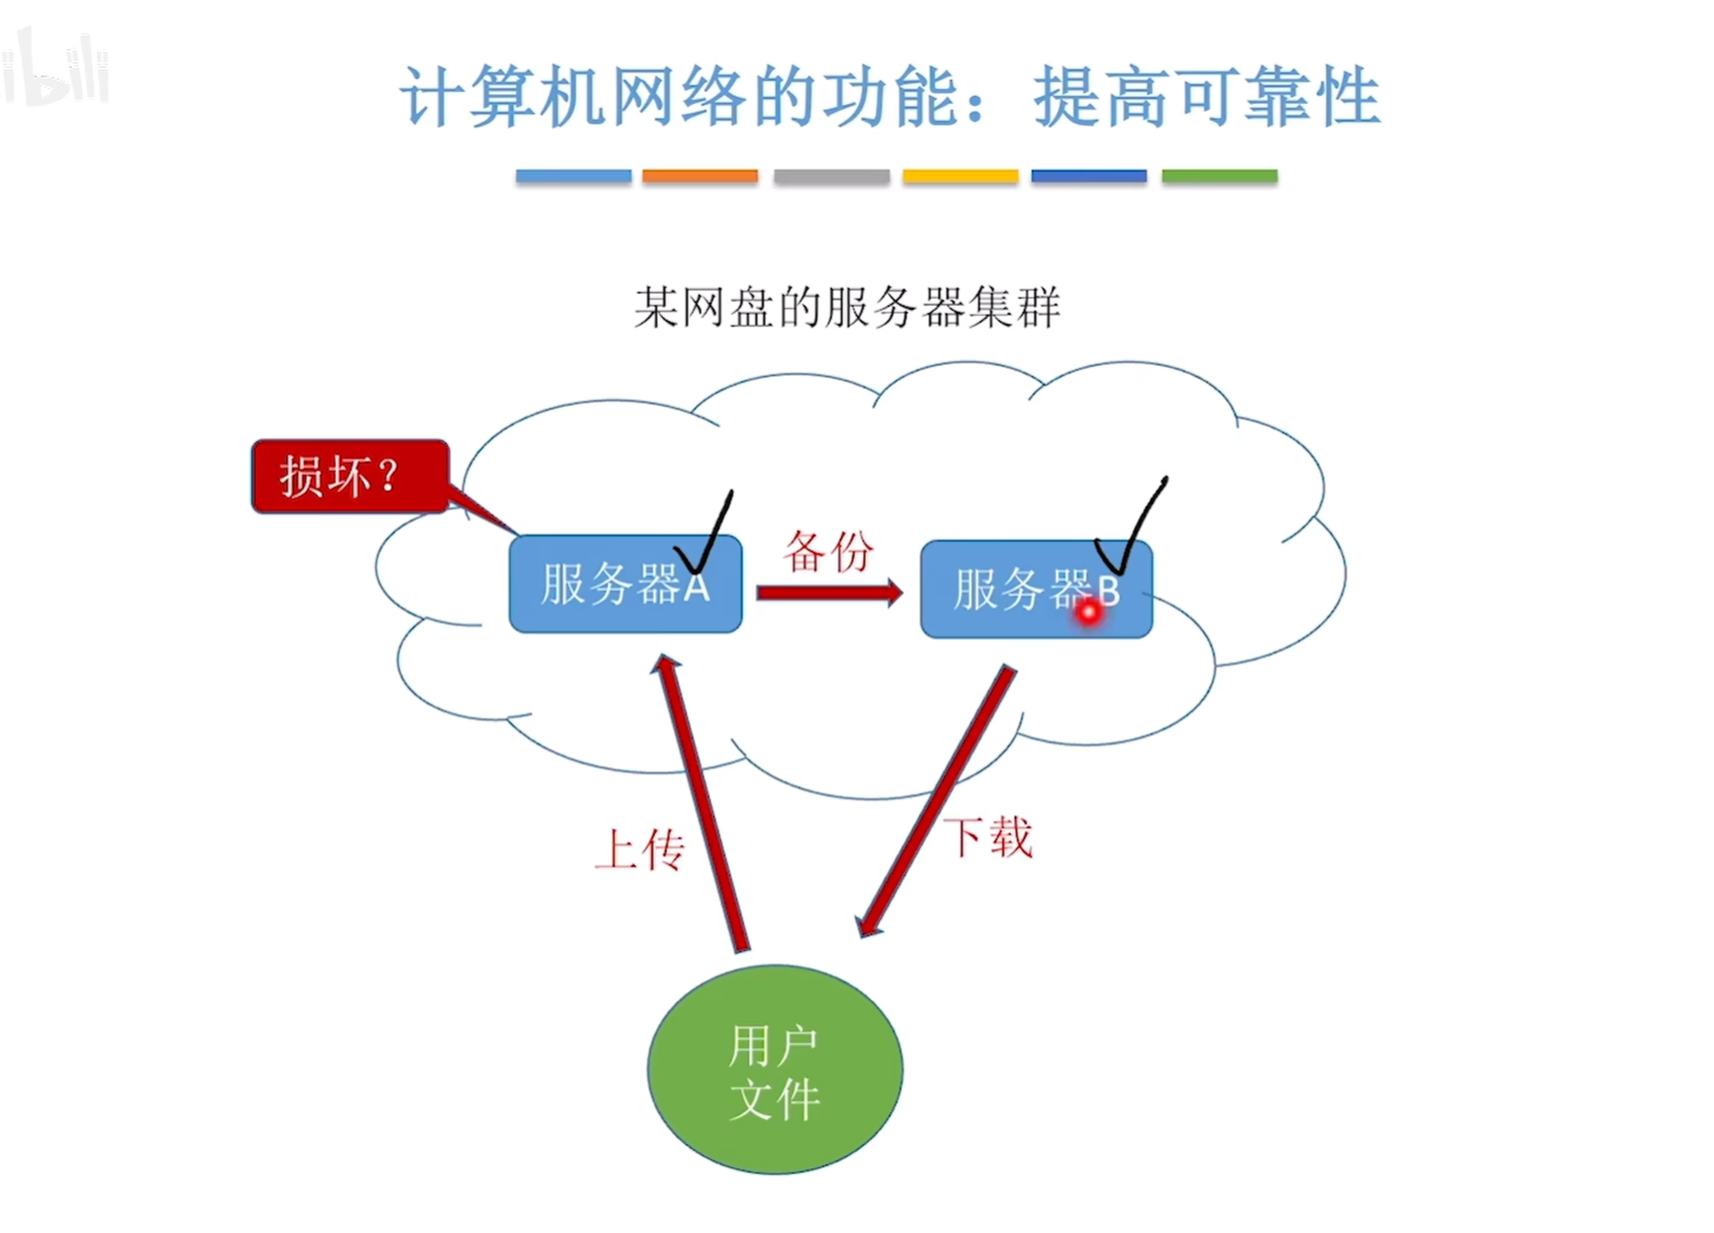 计算机网络的功能：提高可靠性
某网盘的服务器集群
损坏？
服务器A
备份
服务器B
上传
下载
用户
文件